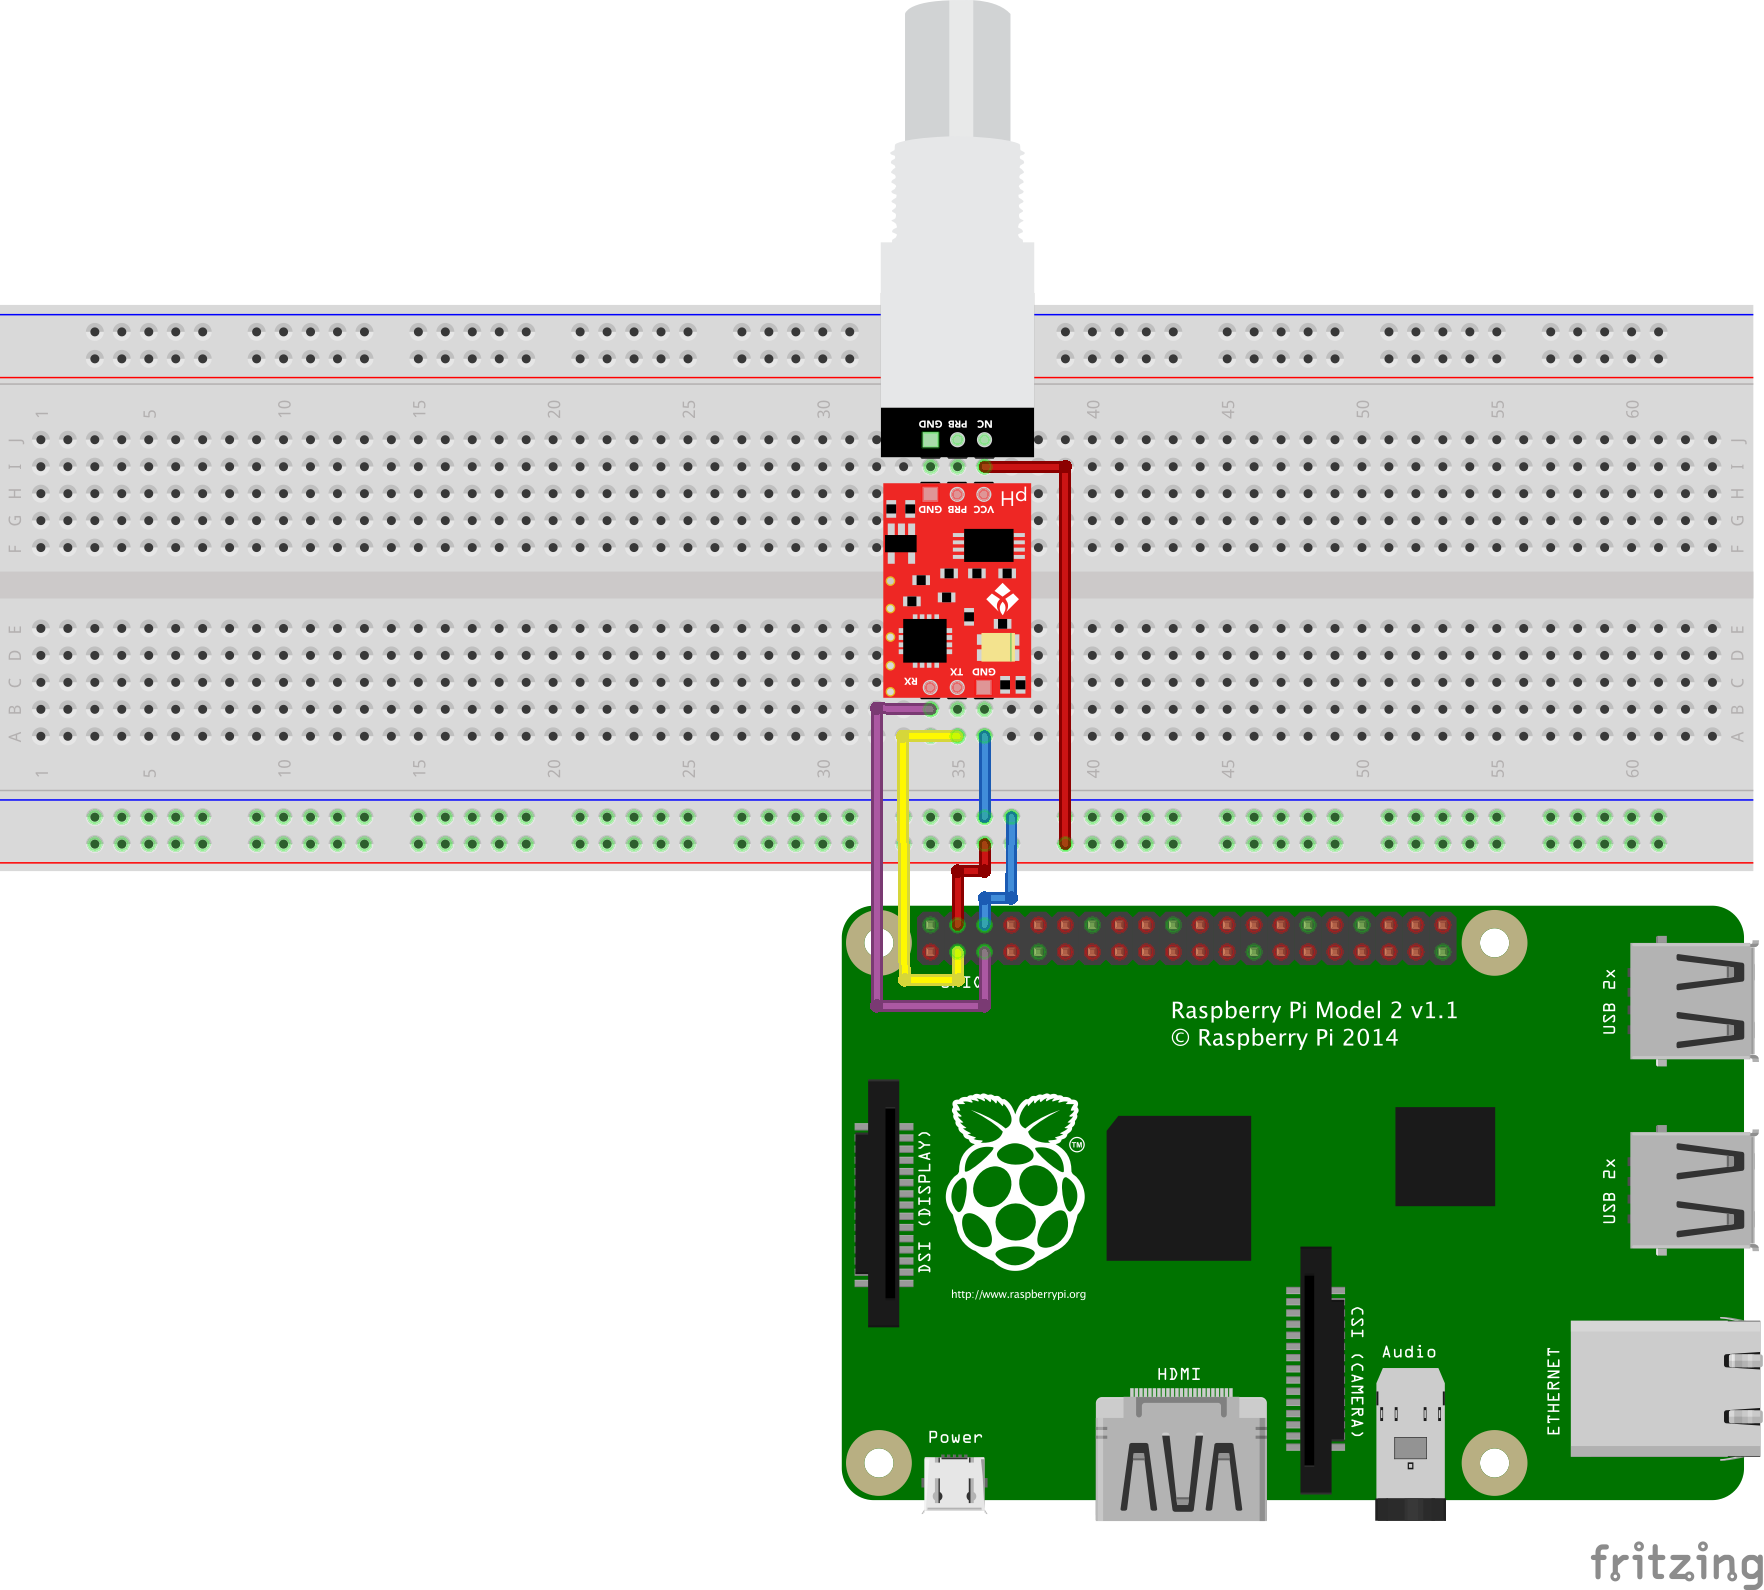 1 5 10 15 20 25 30 40 45 50 55 60
J J
I I
H H
G G
F F
GND PRB NC
GND PRB VCC pH
E E
D D
C C
B B
A A
RX TX GND
1 5 10 15 20 25 30 35 40 45 50 55 60
Raspberry Pi Model 2 v1.1
© Raspberry Pi 2014
USB 2x
TM
DSI (DISPLAY)
USB 2x
http://www.raspberrypi.org
CSI (CAMERA)
Audio
ETHERNET
HDMI
Power
fritzing